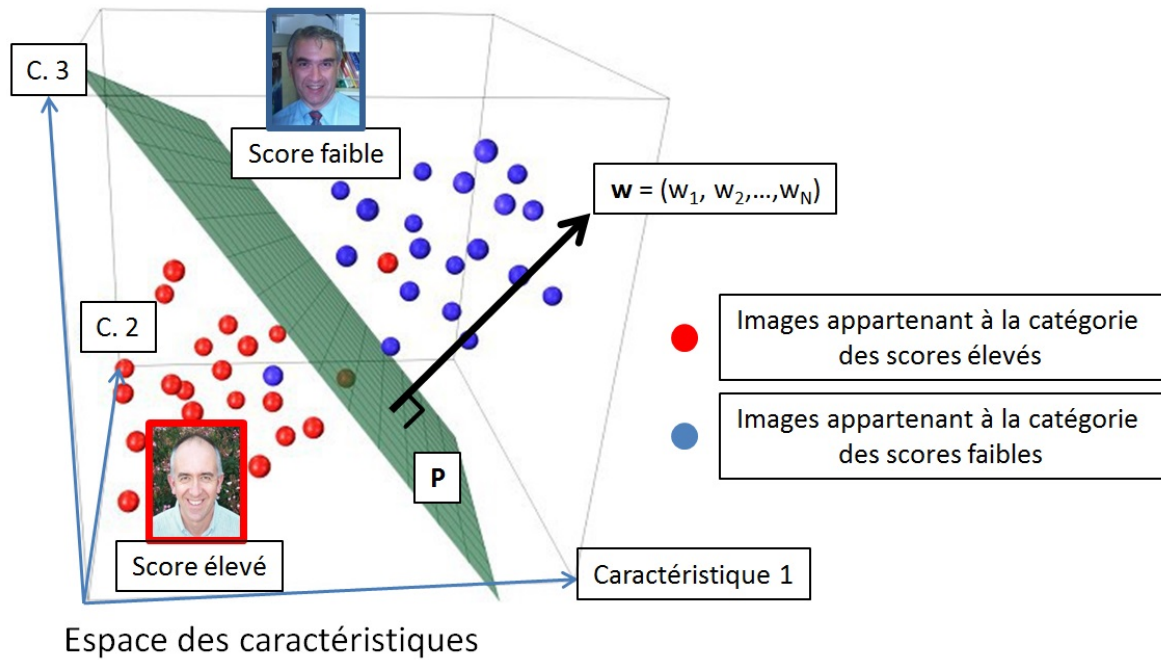 C. 3
Score faible
w = (w1, w2,...,wN)
C. 2
Images appartenant à la catégorie
des scores élevés
Images appartenant à la catégorie
des scores faibles
P
Score élevé
Caractéristique 1
Espace des caractéristiques